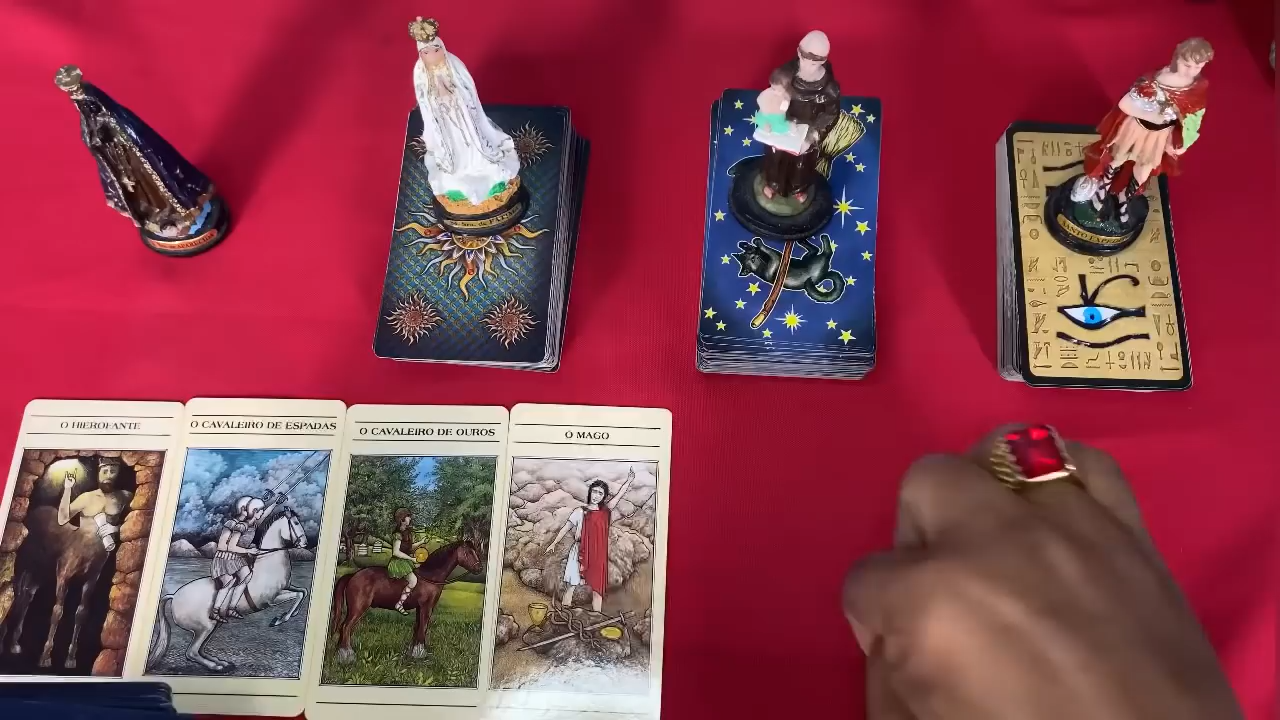 O HIEROFANTE
O CAVALEIRO DE ESPADAS
O CAVALEIRO DE OUROS
O MAGO